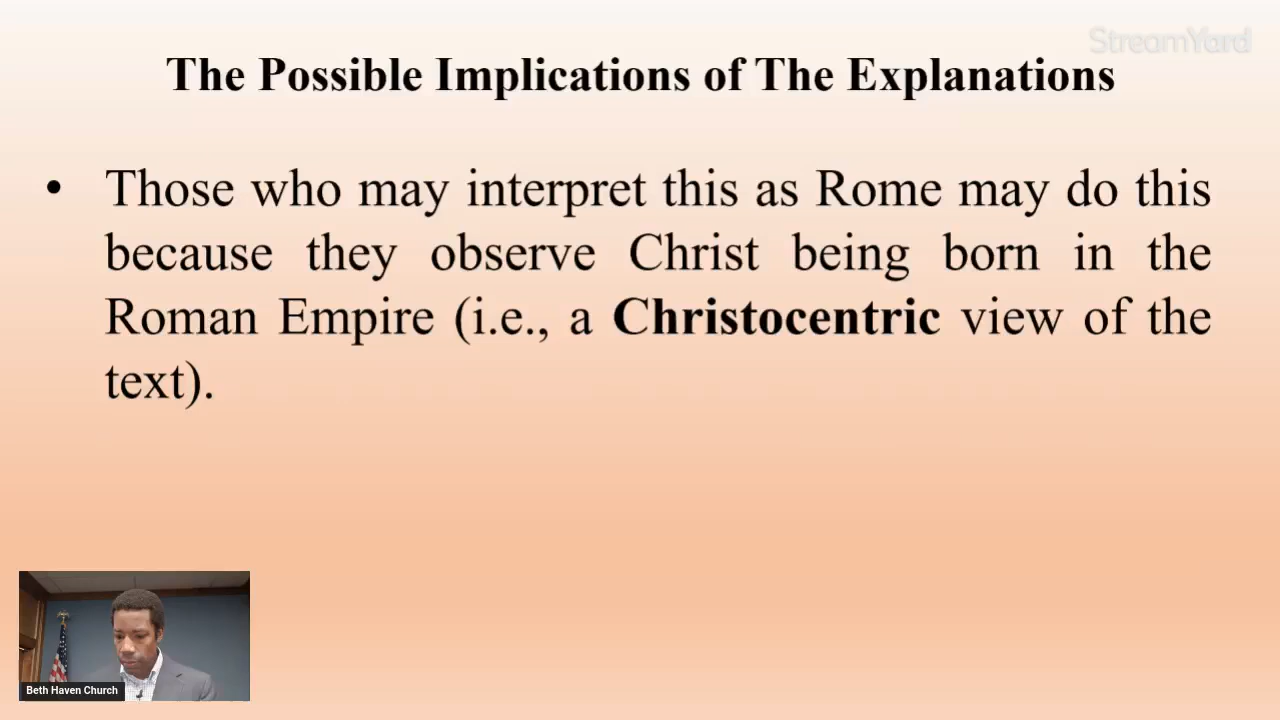 StreamYard
The Possible Implications of The Explanations
• Those who may interpret this as Rome may do this
because they observe Christ being born in the
Roman Empire (i.e., a Christocentric view of the
text).
Beth Haven Church